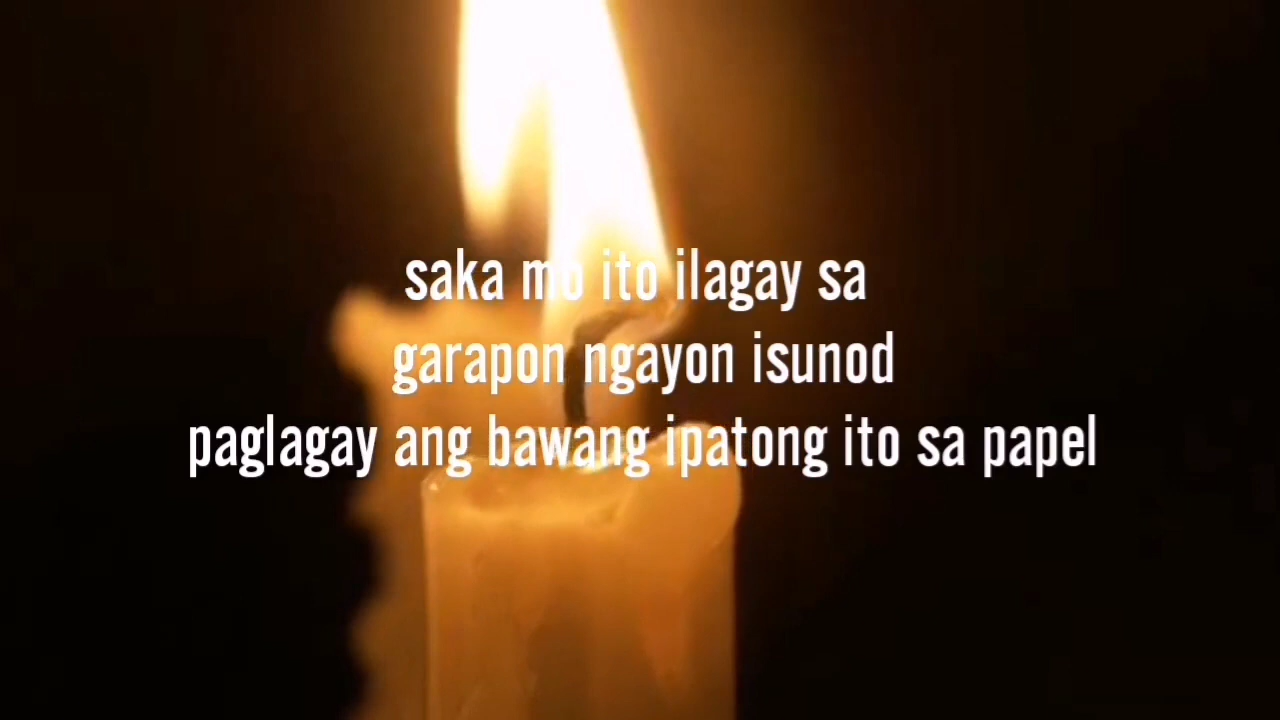 saka mo ito ilagay sa
garapon ngayon isunod
paglagay ang bawang ipatong ito sa papel